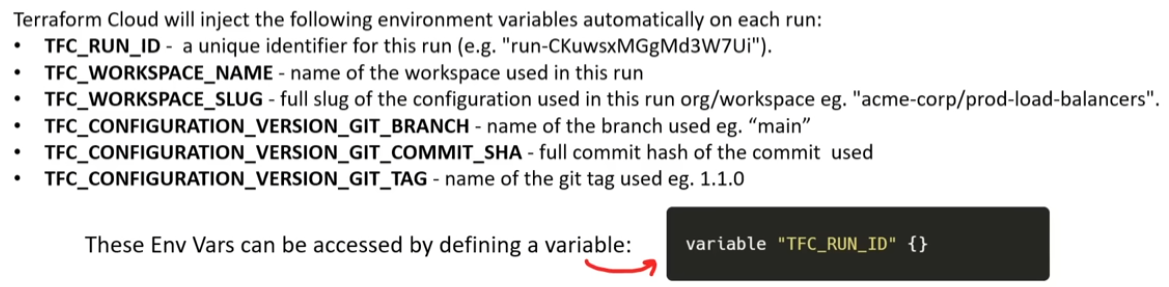 Terraform Cloud will inject the following environment variables automatically on each run:
• TFC_RUN_ID - a unique identifier for this run (e.g. "run-CKuwsxMGgMd3W7Ui").
• TFC_WORKSPACE_NAME - name of the workspace used in this run
• TFC_WORKSPACE_SLUG - full slug of the configuration used in this run org/workspace eg. "acme-corp/prod-load-balancers".
• TFC_CONFIGURATION_VERSION_GIT_BRANCH - name of the branch used eg. “main”
• TFC_CONFIGURATION_VERSION_GIT_COMMIT_SHA - full commit hash of the commit used
• TFC_CONFIGURATION_VERSION_GIT_TAG - name of the git tag used eg. 1.1.0
These Env Vars can be accessed by defining a variable:
variable "TFC_RUN_ID" {}